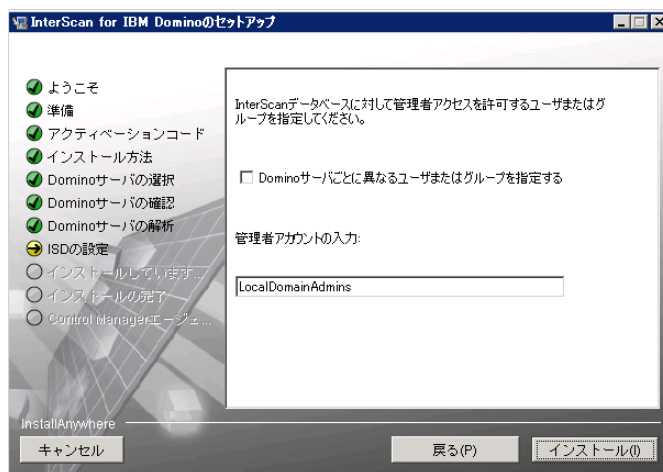 InterScan for IBM Dominoのセットアップ
ようこそ
準備
アクティベーションコード
インストール方法
Dominoサーバの選択
Dominoサーバの確認
Dominoサーバの解析
ISDの設定
インストールしています...
インストールの完了
Control Managerエージェ...
InterScanデータベースに対して管理者アクセスを許可するユーザまたはグ
ループを指定してください。
Dominoサーバごとに異なるユーザまたはグループを指定する
管理者アカウントの入力:
LocalDomainAdmins
InstallAnywhere
キャンセル
戻る(P)
インストール(I)